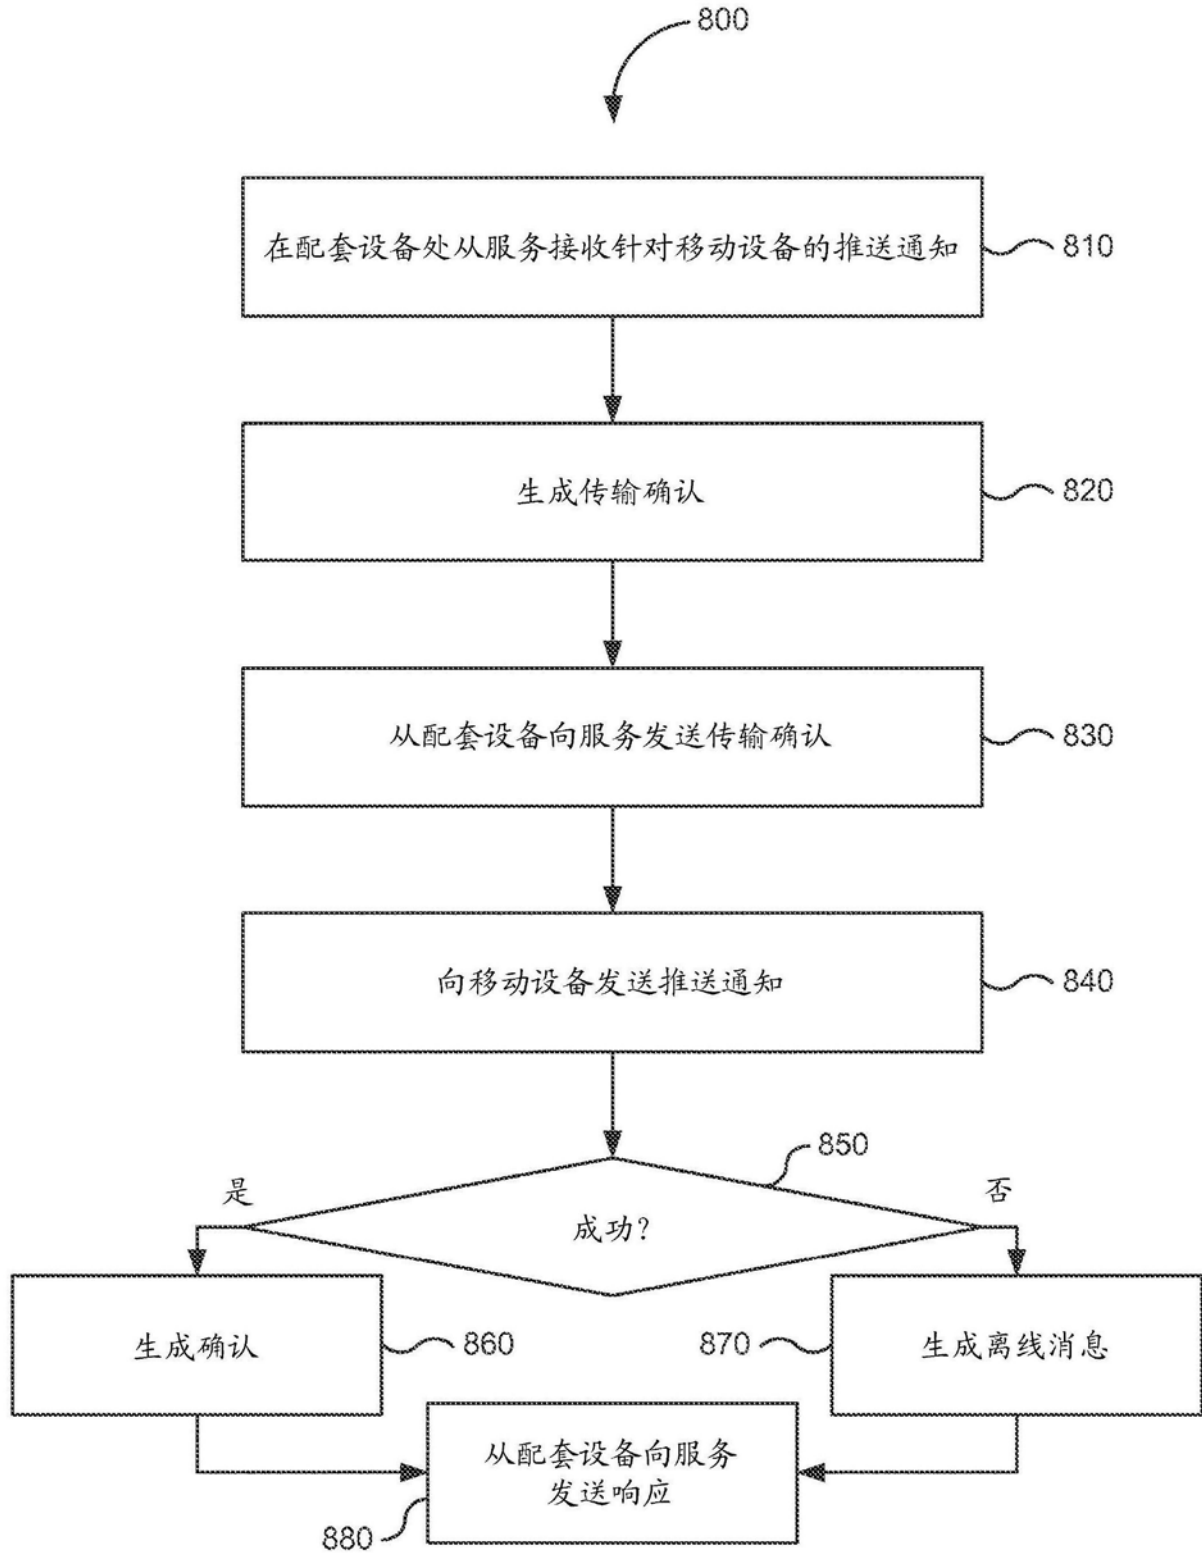 800
在配套设备处从服务接收针对移动设备的推送通知
810
生成传输确认
820
从配套设备向服务发送传输确认
830
向移动设备发送推送通知
840
850
是
否
成功?
生成确认
860
870
生成离线消息
从配套设备向服务
发送响应
880